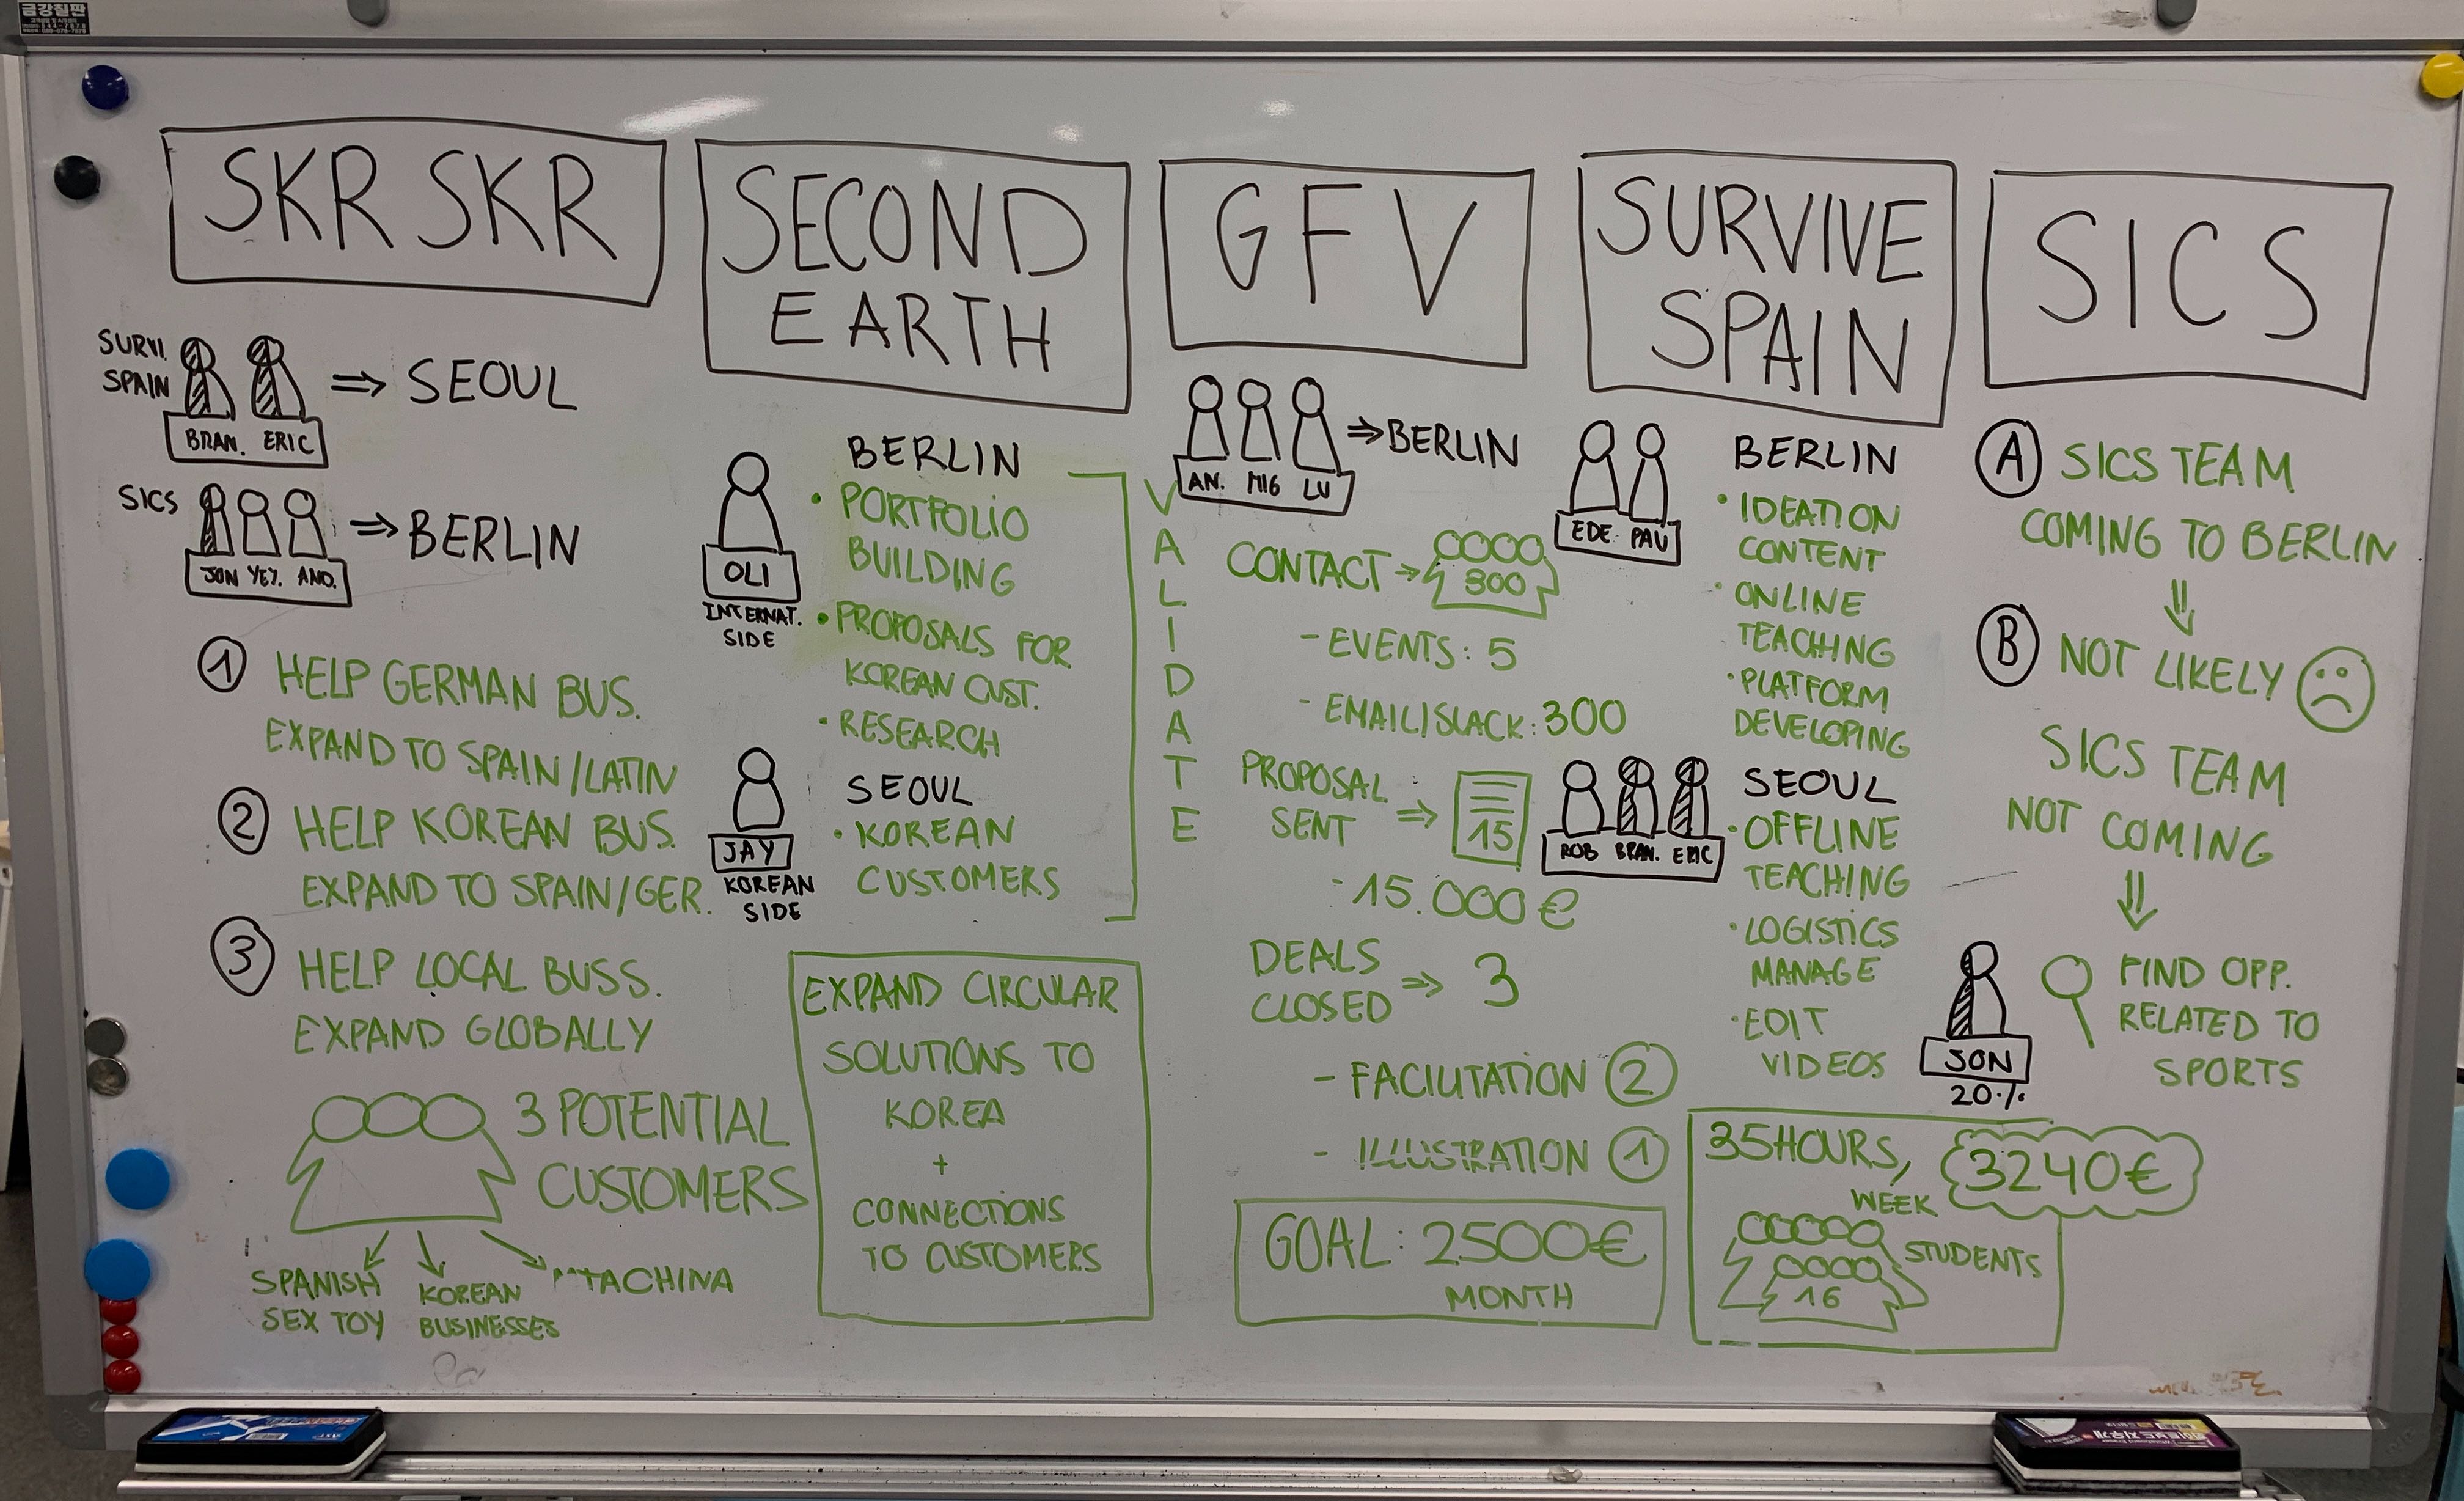 금강칠판
SKR SKR
SURVI.
SPAIN
BRAN. ERIC
⇒ SEOUL
SICS
JON YEY. AND.
⇒ BERLIN
1 HELP GERMAN BUS.
EXPAND TO SPAIN/LATIN
2 HELP KOREAN BUS.
EXPAND TO SPAIN/GER.
3 HELP LOCAL BUSS.
EXPAND GLOBALLY
3 POTENTIAL
CUSTOMERS
SPANISH
SEX TOY
KOREAN
BUSINESSES
TACHINA
SECOND
EARTH
OLI
INTERNAT.
SIDE
BERLIN
• PORTFOLIO
BUILDING
• PROPOSALS FOR
KOREAN CUST.
• RESEARCH
JAY
KOREAN
SIDE
SEOUL
• KOREAN
CUSTOMERS
VALIDATE
EXPAND CIRCULAR
SOLUTIONS TO
KOREA
+
CONNECTIONS
TO CUSTOMERS
GFV
AN. MIG LU
⇒ BERLIN
CONTACT → 300
- EVENTS: 5
- EMAIL/SLACK: 300
PROPOSAL
SENT ⇒ 15
- 15.000€
DEALS
CLOSED ⇒ 3
- FACILITATION 2
- ILLUSTRATION 1
GOAL: 2500€
MONTH
SURVIVE
SPAIN
EDE. PAU
BERLIN
• IDEATION
CONTENT
• ONLINE
TEACHING
• PLATFORM
DEVELOPING
ROB BRAN. ERIC
SEOUL
• OFFLINE
TEACHING
• LOGISTICS
MANAGE
• EDIT
VIDEOS
35HOURS/
WEEK
3240€
STUDENTS
16
SICS
A SICS TEAM
COMING TO BERLIN
⇓
B NOT LIKELY
SICS TEAM
NOT COMING
⇓
JON
20%
FIND OPP.
RELATED TO
SPORTS